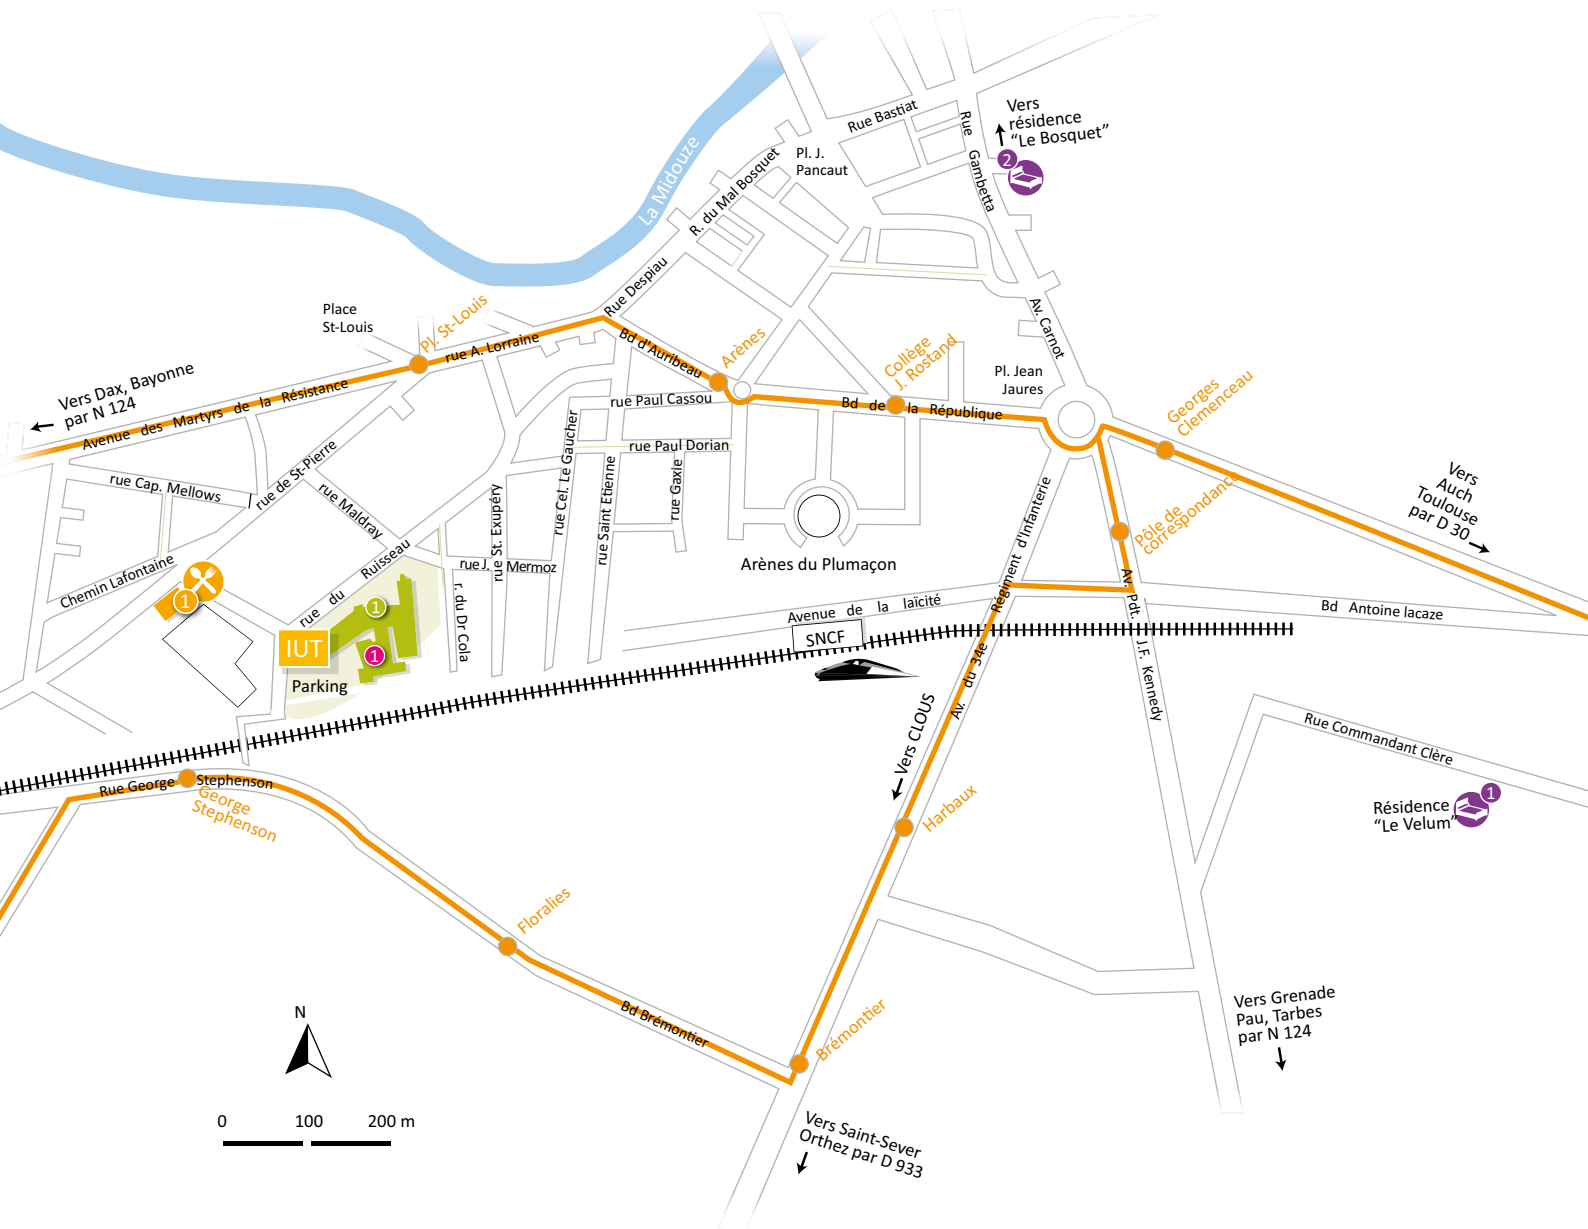 Vers
résidence
“Le Bosquet”
2
Rue Bastiat
Rue Gambetta
Pl. J.
Pancaut
La Midouze
R. du Mal Bosquet
Rue Despiau
Place
St-Louis
Pl. St-Louis
rue A. Lorraine
Bd d'Auribeau
Arènes
Collège
J. Rostand
Av. Carnot
Pl. Jean
Jaures
Georges
Clemenceau
Vers Dax, Bayonne,
par N 124
Avenue des Martyrs de la Résistance
rue Paul Cassou
Bd de la République
rue Paul Dorian
rue Cap. Mellows
rue de St-Pierre
rue Maldray
rue St. Exupéry
rue Cel. Le Gaucher
rue Saint Etienne
rue Gaxie
Vers
Auch
Toulouse
par D 30
Pôle de
correspondance
Arènes du Plumaçon
Chemin Lafontaine
rue du Ruisseau
rue J. Mermoz
r. du Dr Cola
1
1
1
IUT
Parking
Avenue de la laïcité
SNCF
Av. du 34e Régiment d'Infanterie
Av. Pdt. J.F. Kennedy
Bd Antoine lacaze
Vers CLOUS
Rue Commandant Clère
Rue George Stephenson
George
Stephenson
Harbaux
Résidence
“Le Velum”
1
Floralies
Bd Brémontier
Brémontier
Vers Grenade
Pau, Tarbes
par N 124
N
0 100 200 m
Vers Saint-Sever
Orthez par D 933